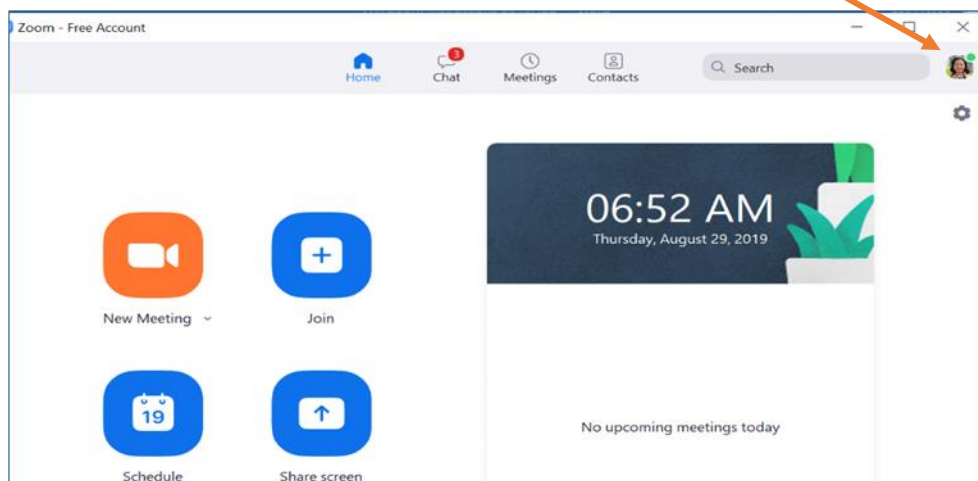 Zoom - Free Account
3
Home Chat Meetings Contacts Search
06:52 AM
Thursday, August 29, 2019
New Meeting Join
19
No upcoming meetings today
Schedule Share screen